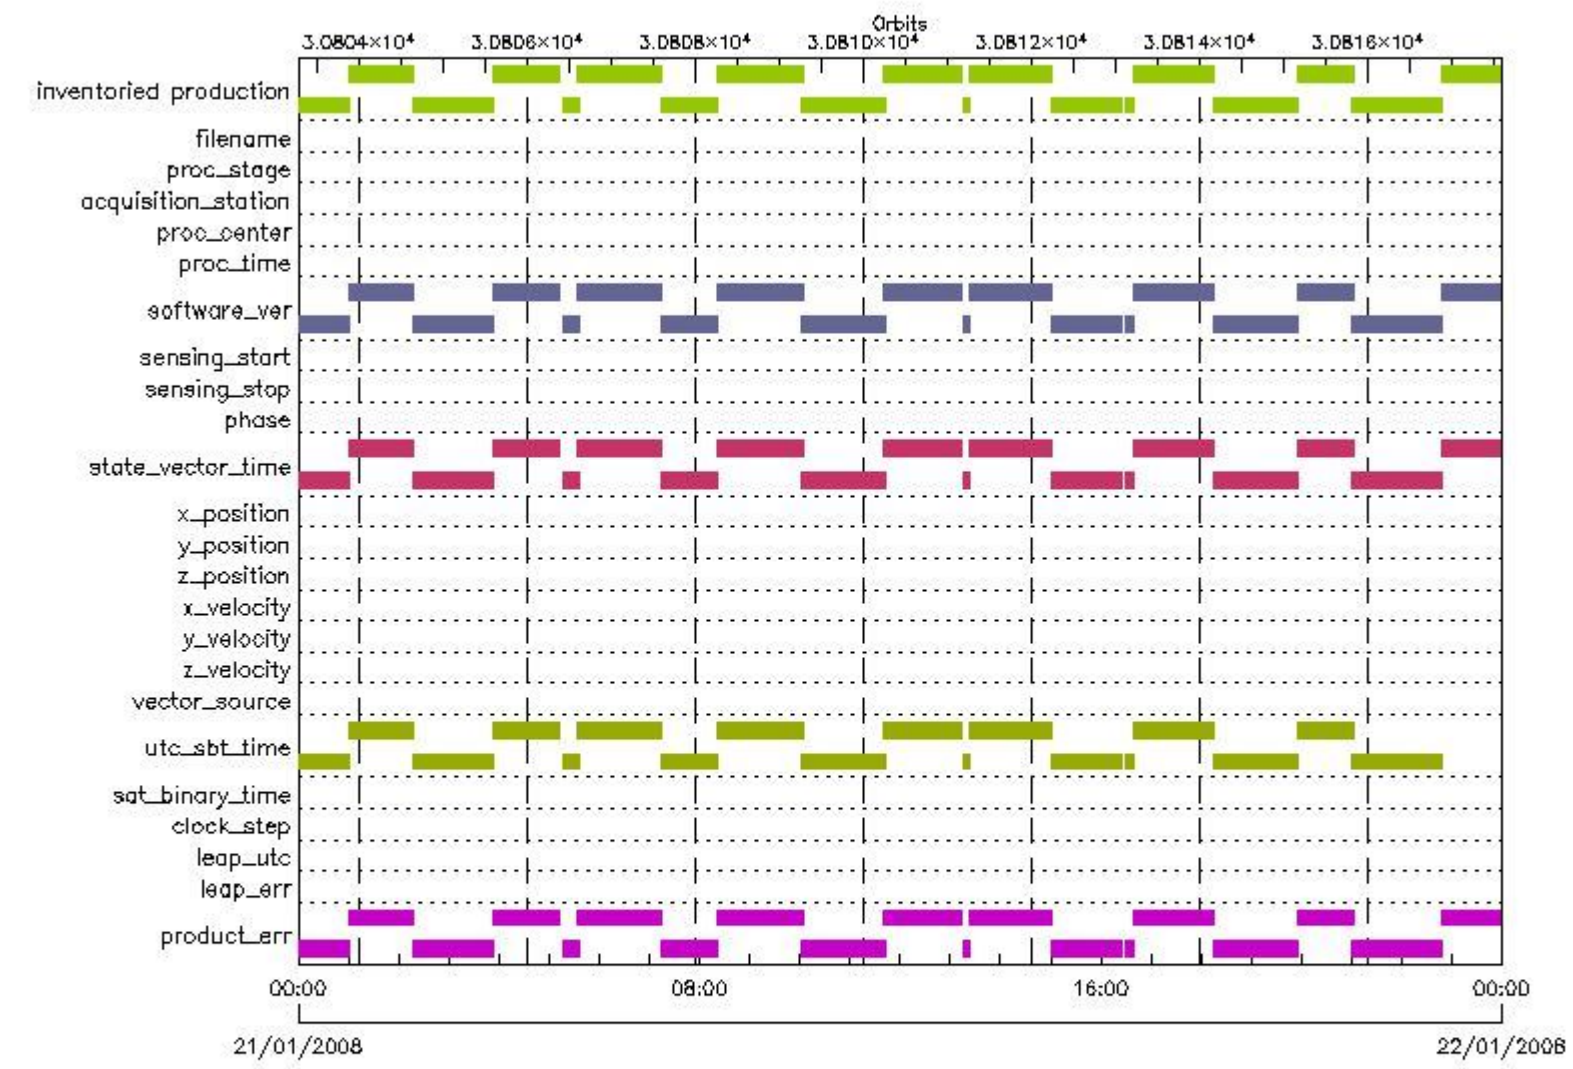 Orbits
3.0804×10⁴ 3.0806×10⁴ 3.0808×10⁴ 3.0810×10⁴ 3.0812×10⁴ 3.0814×10⁴ 3.0816×10⁴
inventoried production
filename
proc_stage
acquisition_station
proc_center
proc_time
software_ver
sensing_start
sensing_stop
phase
state_vector_time
x_position
y_position
z_position
x_velocity
y_velocity
z_velocity
vector_source
utc_sbt_time
sat_binary_time
clock_step
leap_utc
leap_err
product_err
00:00 08:00 16:00 00:00
21/01/2008 22/01/2008